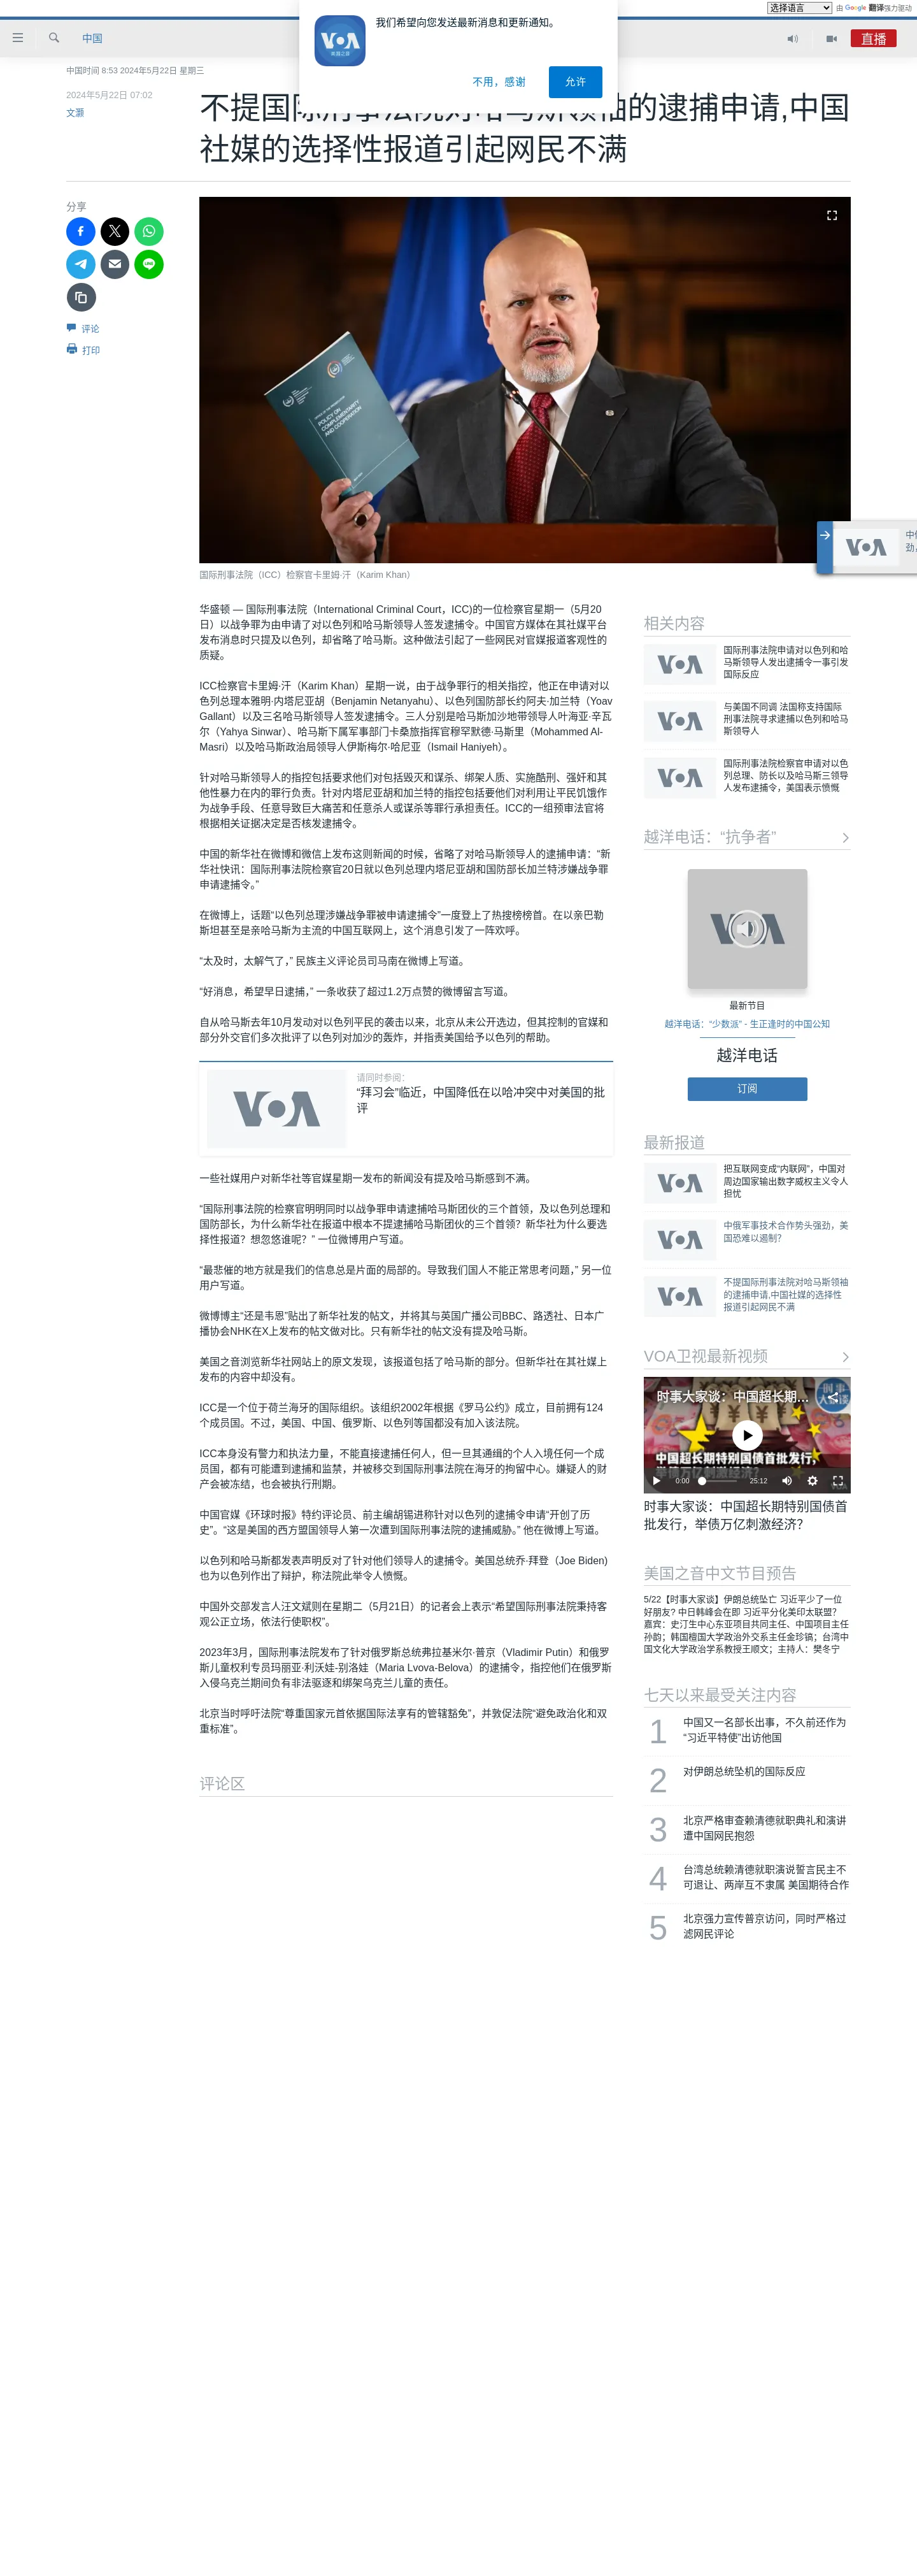 选择语言
由 Google 翻译强力驱动
VOA
美国之音
我们希望向您发送最新消息和更新通知。
不用，感谢
允许
中国
直播
中国时间 8:53 2024年5月22日 星期三
2024年5月22日 07:02
文灏
社媒的选择性报道引起网民不满
分享
评论
打印
POLICY ON COMPLEMENTARITY AND COOPERATION
国际刑事法院（ICC）检察官卡里姆·汗（Karim Khan）
华盛顿 — 国际刑事法院（International Criminal Court，ICC)的一位检察官星期一（5月20
日）以战争罪为由申请了对以色列和哈马斯领导人签发逮捕令。中国官方媒体在其社媒平台
发布消息时只提及以色列，却省略了哈马斯。这种做法引起了一些网民对官媒报道客观性的
质疑。
ICC检察官卡里姆·汗（Karim Khan）星期一说，由于战争罪行的相关指控，他正在申请对以
色列总理本雅明·内塔尼亚胡（Benjamin Netanyahu）、以色列国防部长约阿夫·加兰特（Yoav
Gallant）以及三名哈马斯领导人签发逮捕令。三人分别是哈马斯加沙地带领导人叶海亚·辛瓦
尔（Yahya Sinwar）、哈马斯下属军事部门卡桑旅指挥官穆罕默德·马斯里（Mohammed Al-
Masri）以及哈马斯政治局领导人伊斯梅尔·哈尼亚（Ismail Haniyeh）。
针对哈马斯领导人的指控包括要求他们对包括毁灭和谋杀、绑架人质、实施酷刑、强奸和其
他性暴力在内的罪行负责。针对内塔尼亚胡和加兰特的指控包括要他们对利用让平民饥饿作
为战争手段、任意导致巨大痛苦和任意杀人或谋杀等罪行承担责任。ICC的一组预审法官将
根据相关证据决定是否核发逮捕令。
中国的新华社在微博和微信上发布这则新闻的时候，省略了对哈马斯领导人的逮捕申请：“新
华社快讯：国际刑事法院检察官20日就以色列总理内塔尼亚胡和国防部长加兰特涉嫌战争罪
申请逮捕令。”
在微博上，话题“以色列总理涉嫌战争罪被申请逮捕令”一度登上了热搜榜榜首。在以亲巴勒
斯坦甚至是亲哈马斯为主流的中国互联网上，这个消息引发了一阵欢呼。
“太及时，太解气了，” 民族主义评论员司马南在微博上写道。
“好消息，希望早日逮捕，” 一条收获了超过1.2万点赞的微博留言写道。
自从哈马斯去年10月发动对以色列平民的袭击以来，北京从未公开选边，但其控制的官媒和
部分外交官们多次批评了以色列对加沙的轰炸，并指责美国给予以色列的帮助。
请同时参阅：
“拜习会”临近，中国降低在以哈冲突中对美国的批
评
一些社媒用户对新华社等官媒星期一发布的新闻没有提及哈马斯感到不满。
“国际刑事法院的检察官明明同时以战争罪申请逮捕哈马斯团伙的三个首领，及以色列总理和
国防部长，为什么新华社在报道中根本不提逮捕哈马斯团伙的三个首领？新华社为什么要选
择性报道？想忽悠谁呢？” 一位微博用户写道。
“最悲催的地方就是我们的信息总是片面的局部的。导致我们国人不能正常思考问题，” 另一位
用户写道。
微博博主“还是韦恩”贴出了新华社发的帖文，并将其与英国广播公司BBC、路透社、日本广
播协会NHK在X上发布的帖文做对比。只有新华社的帖文没有提及哈马斯。
美国之音浏览新华社网站上的原文发现，该报道包括了哈马斯的部分。但新华社在其社媒上
发布的内容中却没有。
ICC是一个位于荷兰海牙的国际组织。该组织2002年根据《罗马公约》成立，目前拥有124
个成员国。不过，美国、中国、俄罗斯、以色列等国都没有加入该法院。
ICC本身没有警力和执法力量，不能直接逮捕任何人，但一旦其通缉的个人入境任何一个成
员国，都有可能遭到逮捕和监禁，并被移交到国际刑事法院在海牙的拘留中心。嫌疑人的财
产会被冻结，也会被执行刑期。
中国官媒《环球时报》特约评论员、前主编胡锡进称针对以色列的逮捕令申请“开创了历
史”。“这是美国的西方盟国领导人第一次遭到国际刑事法院的逮捕威胁。” 他在微博上写道。
以色列和哈马斯都发表声明反对了针对他们领导人的逮捕令。美国总统乔·拜登（Joe Biden)
也为以色列作出了辩护，称法院此举令人愤慨。
中国外交部发言人汪文斌则在星期二（5月21日）的记者会上表示“希望国际刑事法院秉持客
观公正立场，依法行使职权”。
2023年3月，国际刑事法院发布了针对俄罗斯总统弗拉基米尔·普京（Vladimir Putin）和俄罗
斯儿童权利专员玛丽亚·利沃娃-别洛娃（Maria Lvova-Belova）的逮捕令，指控他们在俄罗斯
入侵乌克兰期间负有非法驱逐和绑架乌克兰儿童的责任。
北京当时呼吁法院“尊重国家元首依据国际法享有的管辖豁免”，并敦促法院“避免政治化和双
重标准”。
评论区
相关内容
国际刑事法院申请对以色列和哈
马斯领导人发出逮捕令一事引发
国际反应
与美国不同调 法国称支持国际
刑事法院寻求逮捕以色列和哈马
斯领导人
国际刑事法院检察官申请对以色
列总理、防长以及哈马斯三领导
人发布逮捕令，美国表示愤慨
越洋电话：“抗争者”
最新节目
越洋电话：“少数派” - 生正逢时的中国公知
越洋电话
订阅
最新报道
把互联网变成“内联网”，中国对
周边国家输出数字威权主义令人
担忧
中俄军事技术合作势头强劲，美
国恐难以遏制？
不提国际刑事法院对哈马斯领袖
的逮捕申请,中国社媒的选择性
报道引起网民不满
VOA卫视最新视频
时事大家谈：中国超长期...
中国超长期特别国债首批发行，
0:00
25:12
时事大家谈：中国超长期特别国债首
批发行，举债万亿刺激经济？
美国之音中文节目预告
5/22【时事大家谈】伊朗总统坠亡 习近平少了一位
好朋友? 中日韩峰会在即 习近平分化美印太联盟？
嘉宾：史汀生中心东亚项目共同主任、中国项目主任
孙韵；韩国檀国大学政治外交系主任金珍镐；台湾中
国文化大学政治学系教授王顺文；主持人：樊冬宁
七天以来最受关注内容
1
中国又一名部长出事，不久前还作为
“习近平特使”出访他国
2
对伊朗总统坠机的国际反应
3
北京严格审查赖清德就职典礼和演讲
遭中国网民抱怨
4
台湾总统赖清德就职演说誓言民主不
可退让、两岸互不隶属 美国期待合作
5
北京强力宣传普京访问，同时严格过
滤网民评论